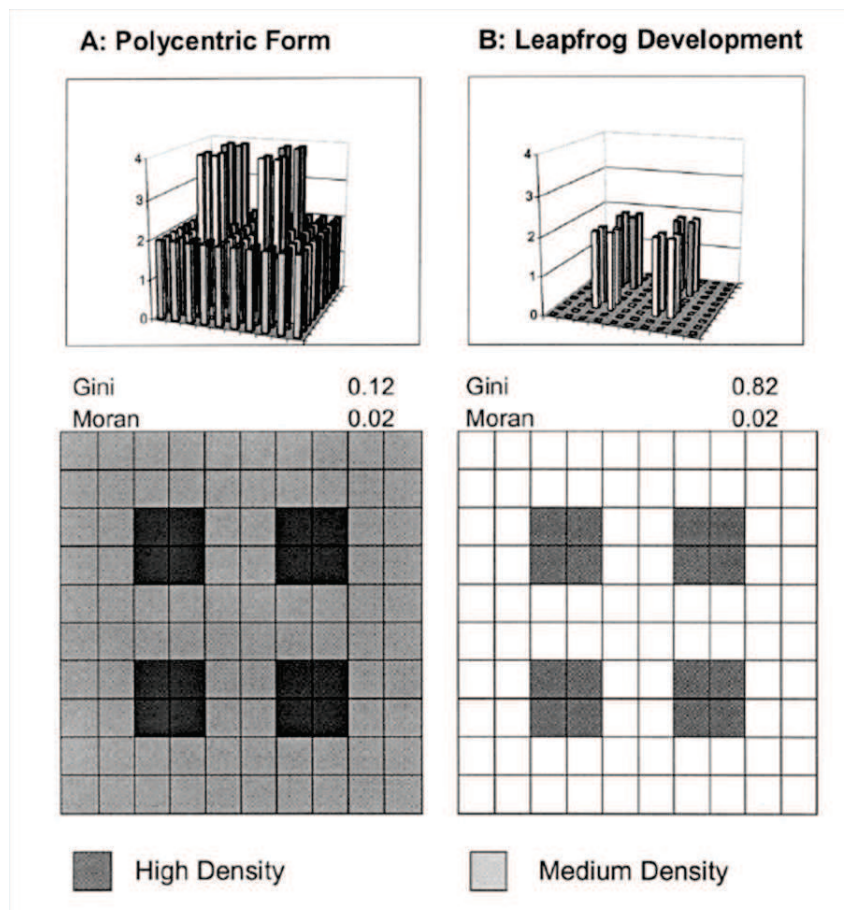 A: Polycentric Form
B: Leapfrog Development
4
3
2
1
0
4
3
2
1
0
Gini 0.12
Moran 0.02
Gini 0.82
Moran 0.02
High Density
Medium Density